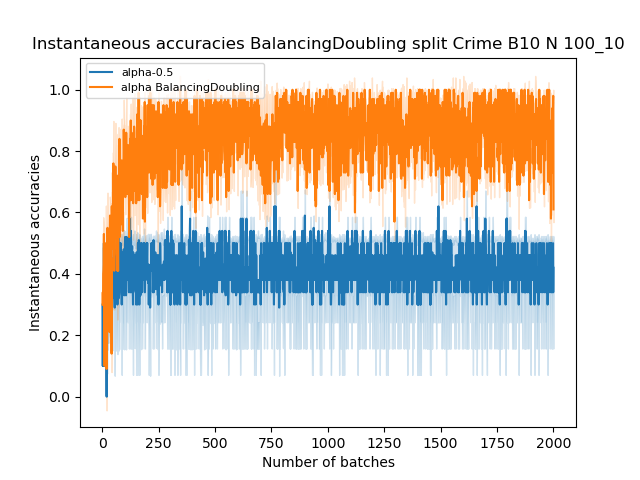 Instantaneous accuracies BalancingDoubling split Crime B10 N 100_10
alpha-0.5
alpha BalancingDoubling
1.0
0.8
0.6
0.4
0.2
0.0
Instantaneous accuracies
0 250 500 750 1000 1250 1500 1750 2000
Number of batches